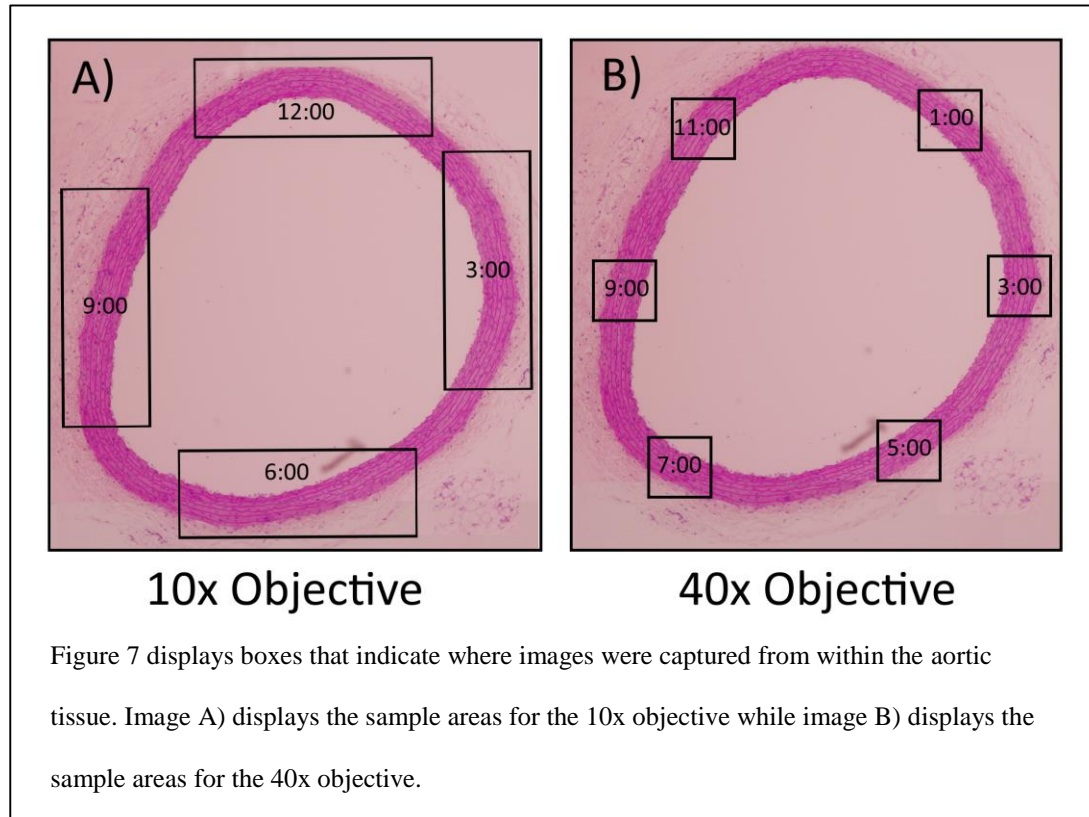 A)
12:00
3:00
9:00
6:00
10x Objective
B)
11:00
1:00
9:00
3:00
7:00
5:00
40x Objective
Figure 7 displays boxes that indicate where images were captured from within the aortic
tissue. Image A) displays the sample areas for the 10x objective while image B) displays the
sample areas for the 40x objective.